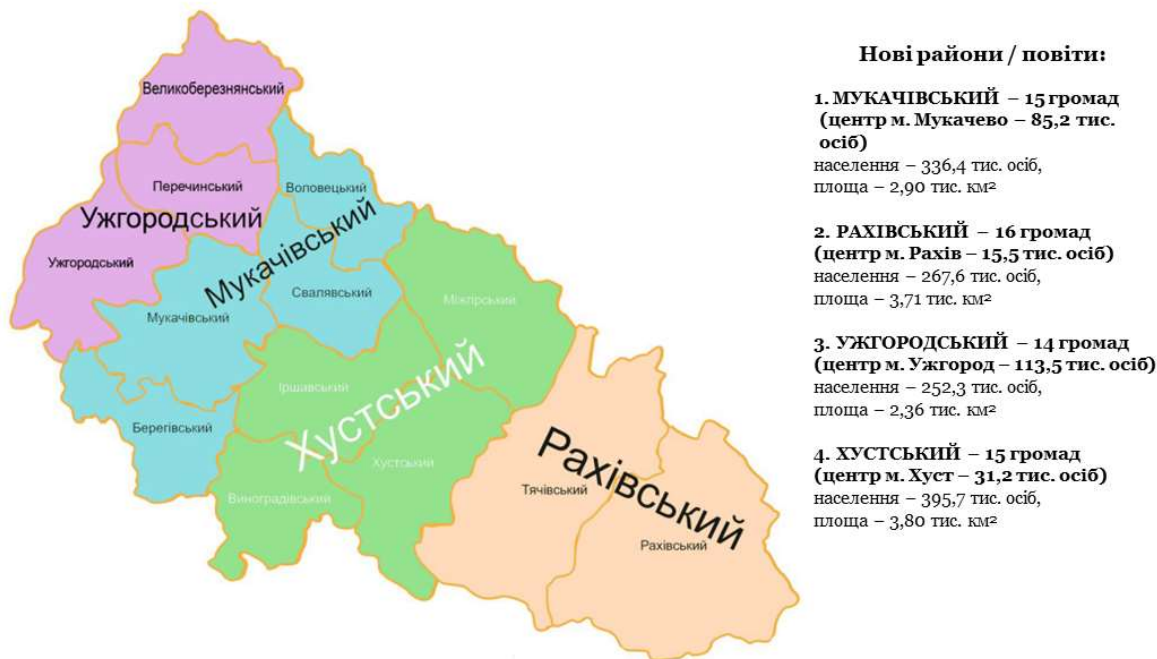 Великоберезнянський
Перечинський
Воловецький
Ужгородський
Мукачівський
Ужгородський
Свалявський
Міжгірський
Мукачівський
Іршавський
Хустський
Берегівський
Хустський
Виноградівський
Рахівський
Тячівський
Рахівський
Нові райони / повіти:
1. МУКАЧІВСЬКИЙ – 15 громад
(центр м. Мукачево – 85,2 тис.
осіб)
населення – 336,4 тис. осіб,
площа – 2,90 тис. км²
2. РАХІВСЬКИЙ – 16 громад
(центр м. Рахів – 15,5 тис. осіб)
населення – 267,6 тис. осіб,
площа – 3,71 тис. км²
3. УЖГОРОДСЬКИЙ – 14 громад
(центр м. Ужгород – 113,5 тис. осіб)
населення – 252,3 тис. осіб,
площа – 2,36 тис. км²
4. ХУСТСЬКИЙ – 15 громад
(центр м. Хуст – 31,2 тис. осіб)
населення – 395,7 тис. осіб,
площа – 3,80 тис. км²